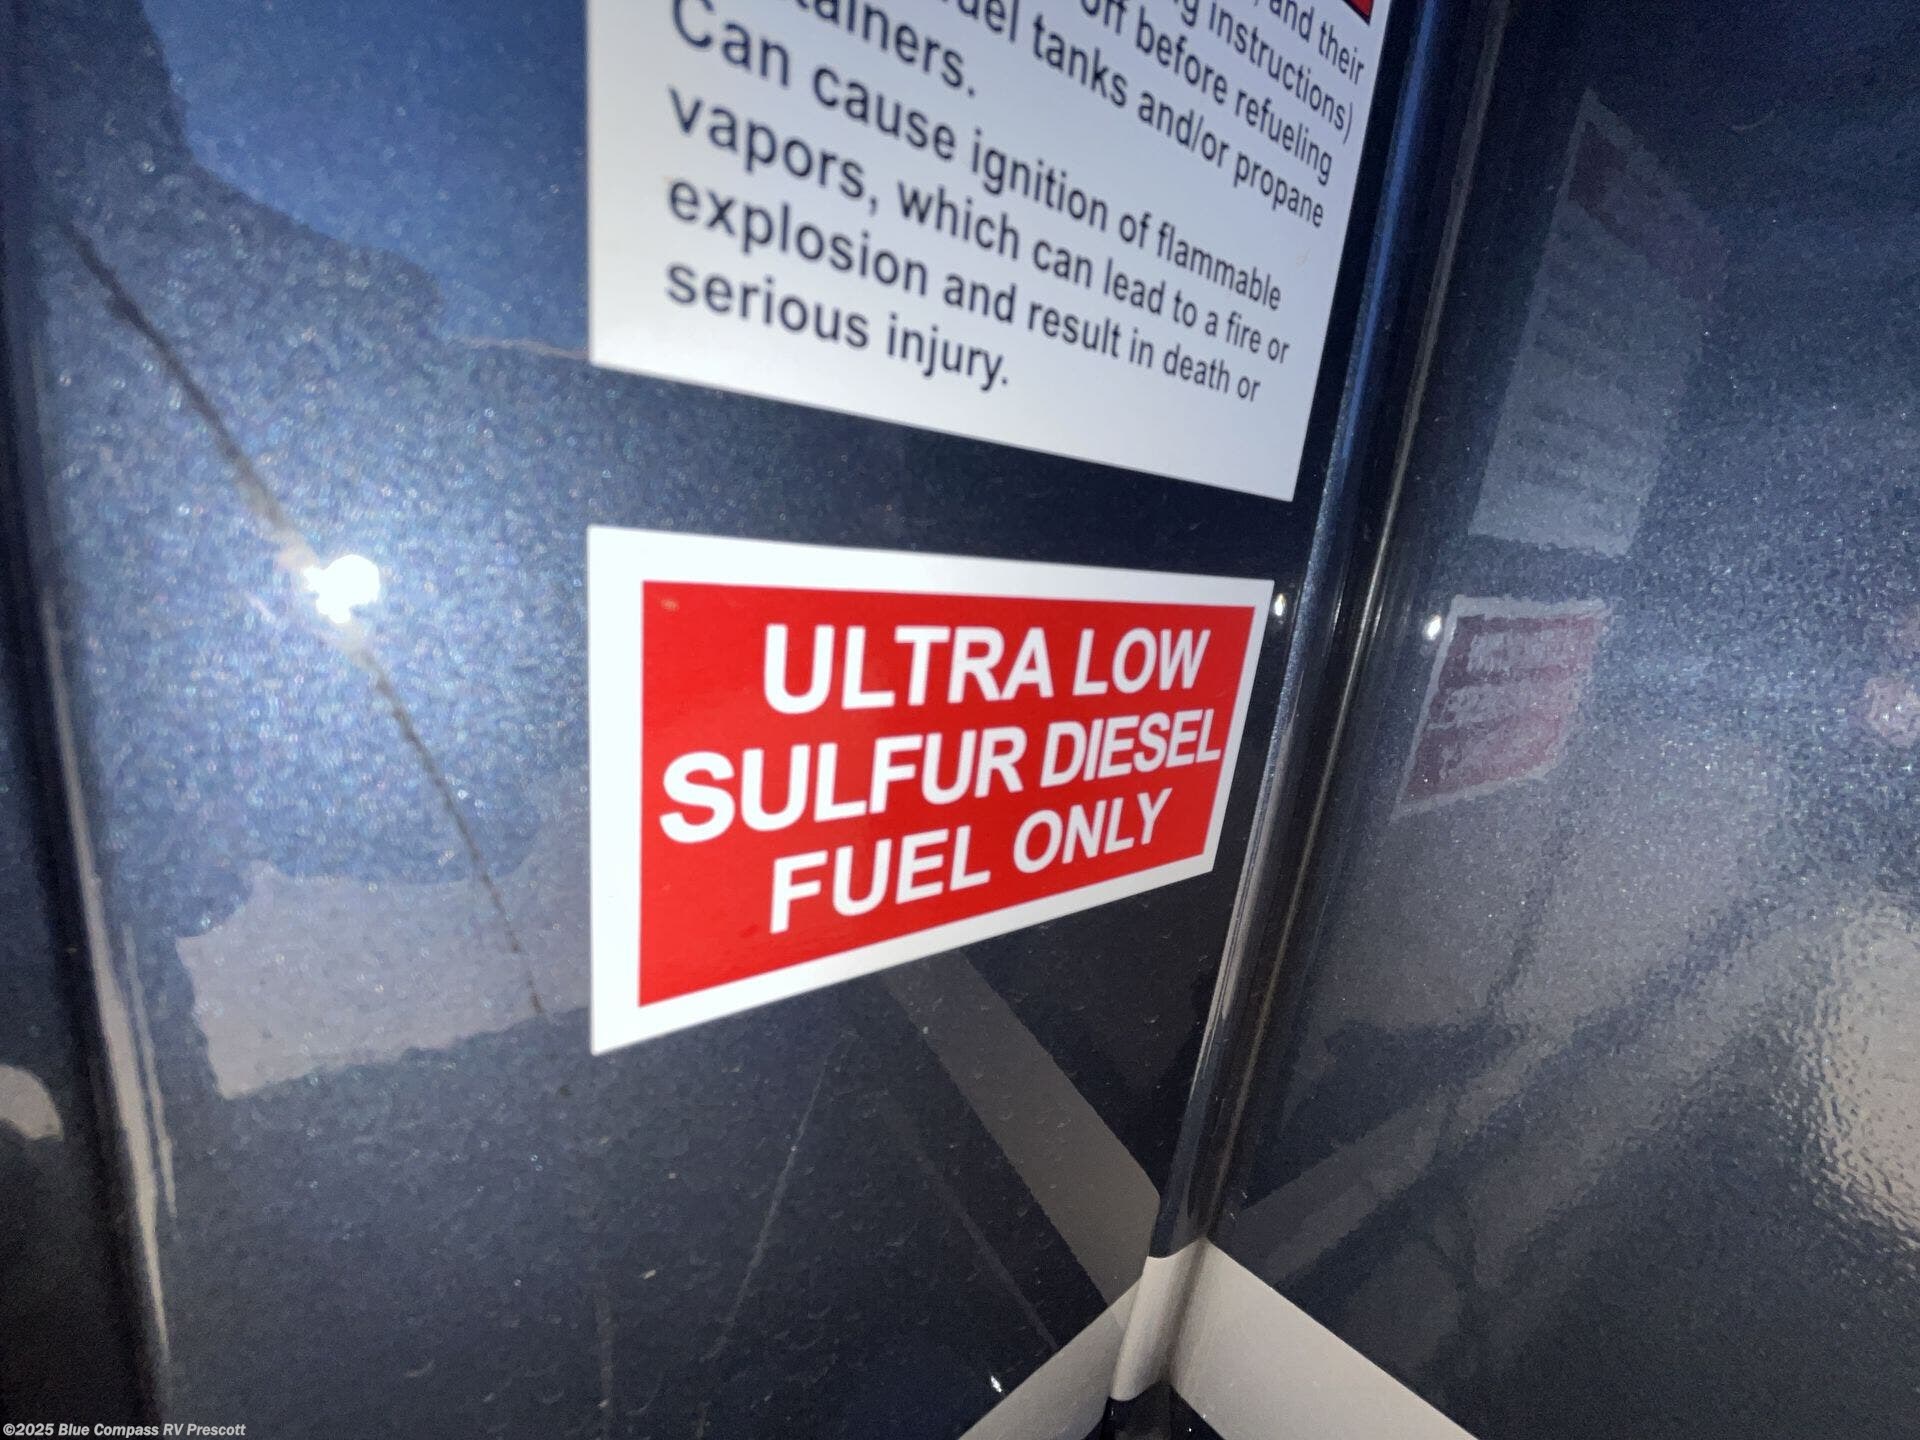 and their
instructions)
off before refueling
fuel tanks and/or propane
Can cause ignition of flammable
vapors, which can lead to a fire or
explosion and result in death or
serious injury.
ULTRA LOW
SULFUR DIESEL
FUEL ONLY
©2025 Blue Compass RV Prescott